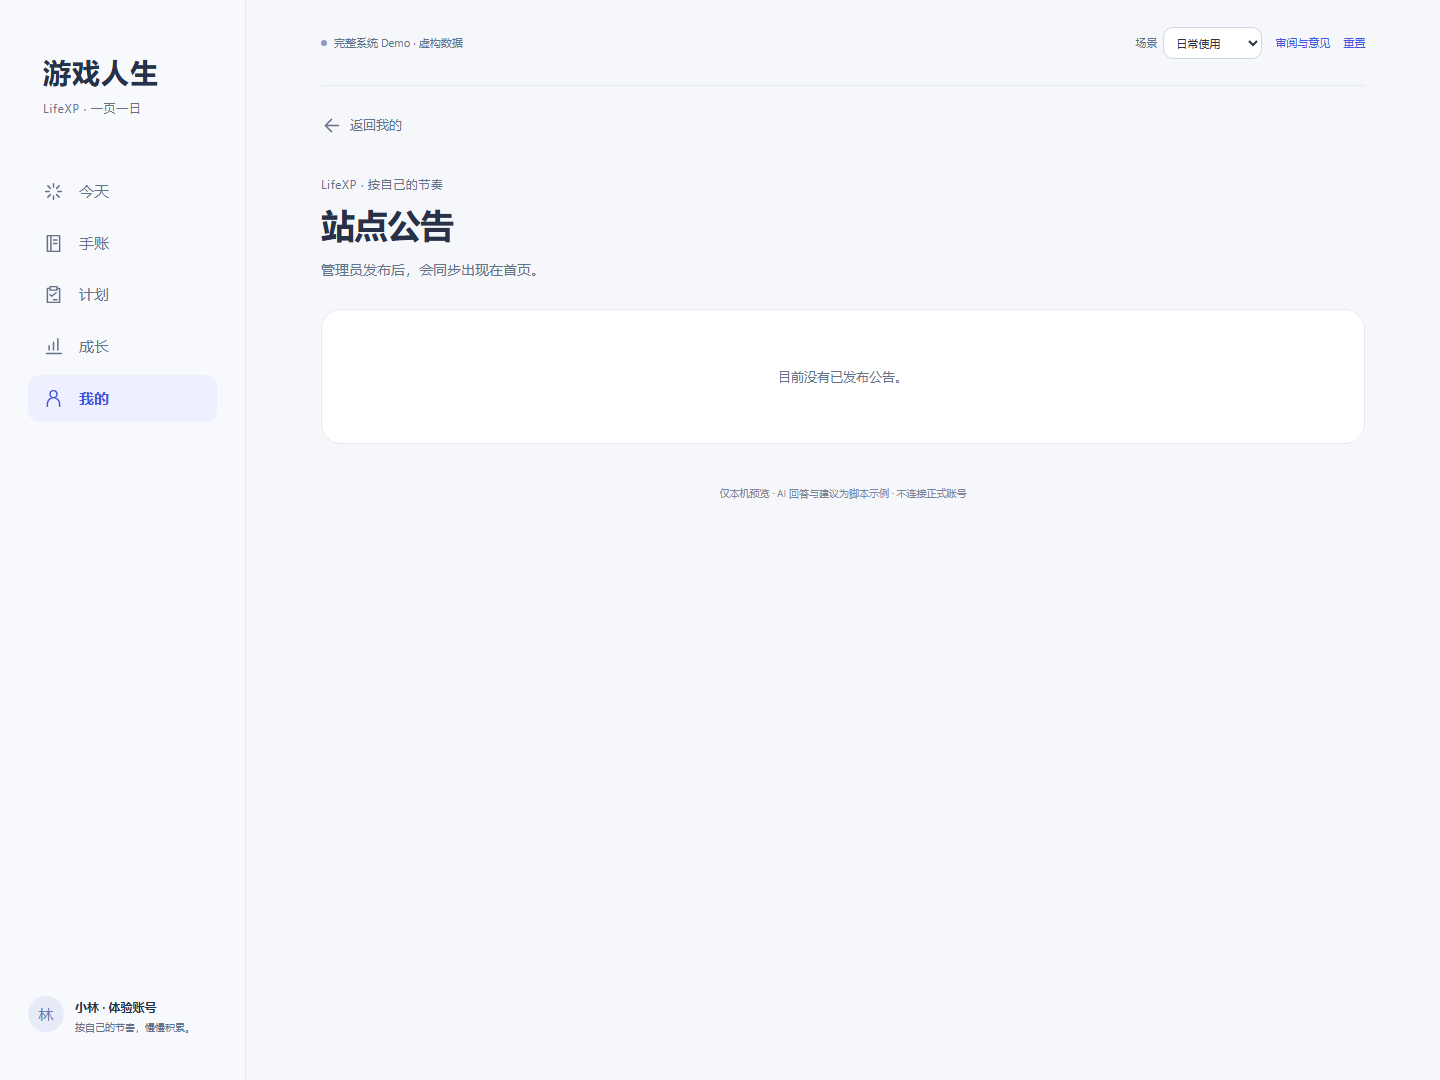 游戏人生
LifeXP · 一页一日
今天
手账
计划
成长
我的
林
小林 · 体验账号
按自己的节奏，慢慢积累。
完整系统 Demo · 虚构数据
场景
日常使用
审阅与意见
重置
返回我的
LifeXP · 按自己的节奏
站点公告
管理员发布后，会同步出现在首页。
目前没有已发布公告。
仅本机预览 · AI 回答与建议为脚本示例 · 不连接正式账号